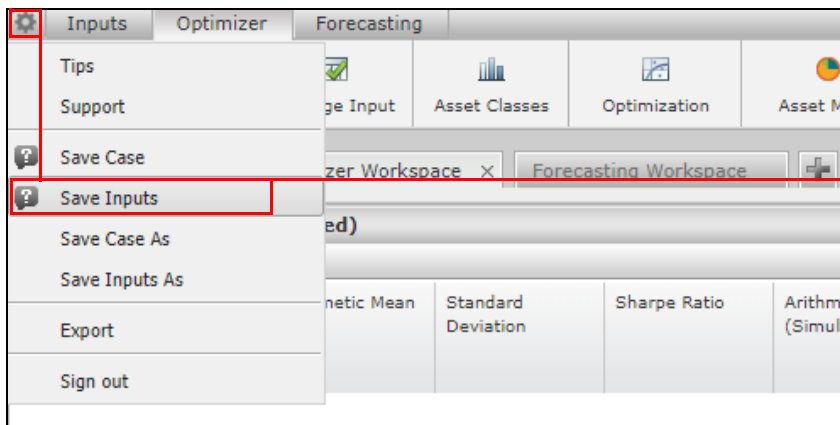 Inputs Optimizer Forecasting
Tips
Support
ge Input Asset Classes Optimization Asset M
Save Case
zer Workspace × Forecasting Workspace
Save Inputs
ed)
Save Case As
Save Inputs As
netic Mean Standard Deviation Sharpe Ratio Arithm (Simul
Export
Sign out